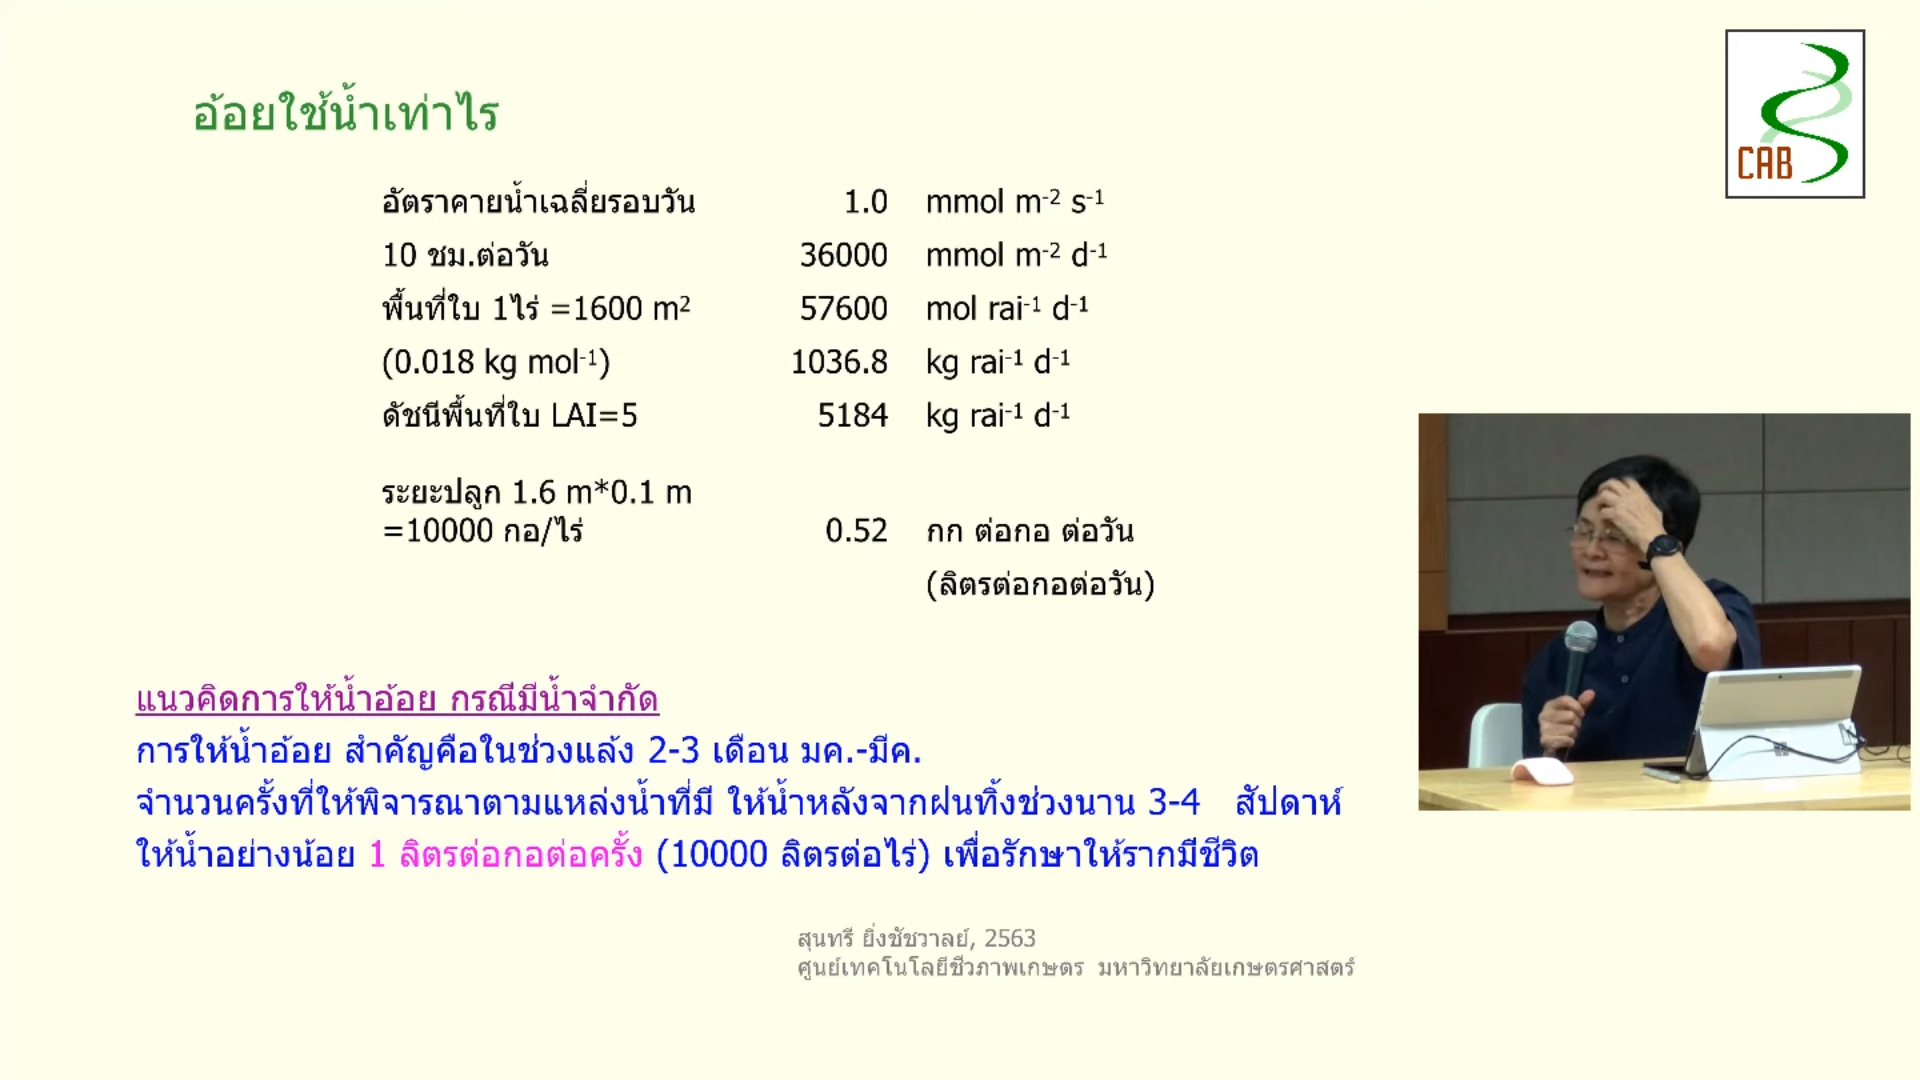 อ้อยใช้น้ำเท่าไร
CAB
อัตราคายน้ำเฉลี่ยรอบวัน 1.0 mmol m-2 s-1
10 ชม.ต่อวัน 36000 mmol m-2 d-1
พื้นที่ใบ 1ไร่ =1600 m2 57600 mol rai-1 d-1
(0.018 kg mol-1) 1036.8 kg rai-1 d-1
ดัชนีพื้นที่ใบ LAI=5 5184 kg rai-1 d-1
ระยะปลูก 1.6 m*0.1 m
=10000 กอ/ไร่ 0.52 กก ต่อกอ ต่อวัน
(ลิตรต่อกอต่อวัน)
แนวคิดการให้น้ำอ้อย กรณีมีน้ำจำกัด
การให้น้ำอ้อย สำคัญคือในช่วงแล้ง 2-3 เดือน มค.-มีค.
จำนวนครั้งที่ให้พิจารณาตามแหล่งน้ำที่มี ให้น้ำหลังจากฝนทิ้งช่วงนาน 3-4 สัปดาห์
ให้น้ำอย่างน้อย 1 ลิตรต่อกอต่อครั้ง (10000 ลิตรต่อไร่) เพื่อรักษาให้รากมีชีวิต
สุนทรี ยิ่งชัชวาลย์, 2563
ศูนย์เทคโนโลยีชีวภาพเกษตร มหาวิทยาลัยเกษตรศาสตร์